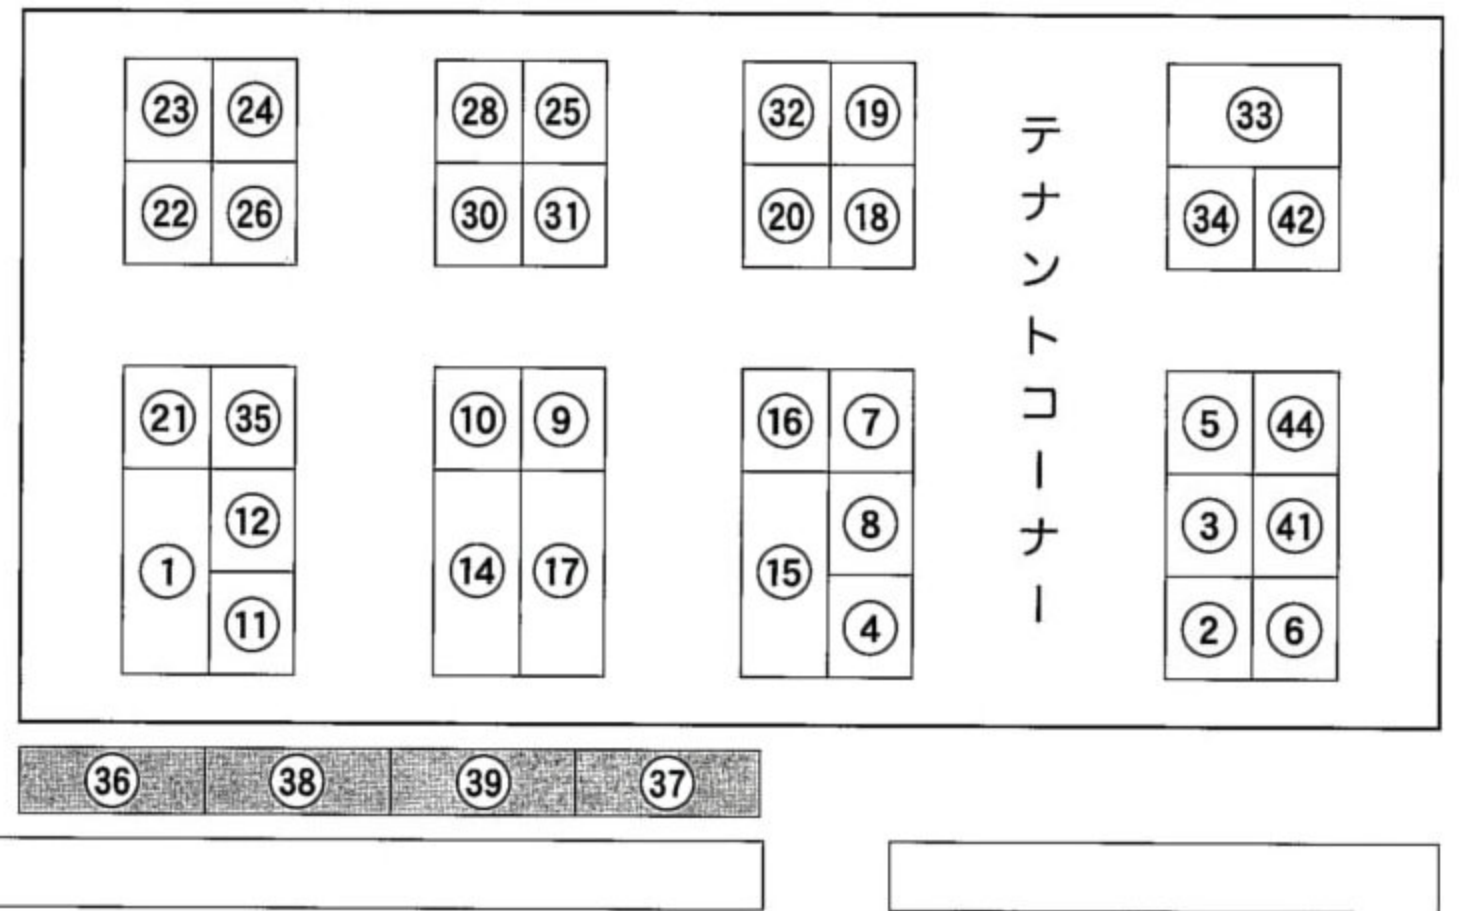 ㉓ ㉔ ㉘ ㉕ ㉜ ⑲ ㉝
㉒ ㉖ ㉚ ㉛ ⑳ ⑱ ㉞ ㊷
テナントコーナー
㉑ ㉟ ⑩ ⑨ ⑯ ⑦ ⑤ ㊹
⑫ ⑧ ③ ㊶
① ⑭ ⑰ ⑮
⑪ ④ ② ⑥
㊱ ㊳ ㊴ ㊲